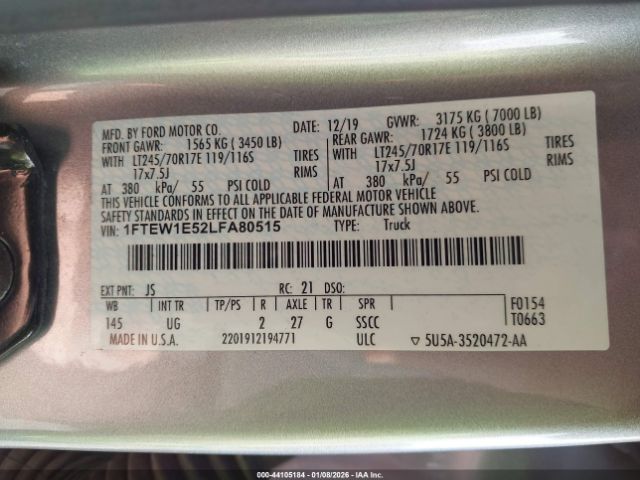 MFD. BY FORD MOTOR CO. DATE: 12/19 GVWR: 3175 KG ( 7000 LB)
FRONT GAWR: 1565 KG ( 3450 LB) REAR GAWR: 1724 KG ( 3800 LB)
WITH LT245/70R17E 119/116S TIRES WITH LT245/70R17E 119/116S TIRES
17x7.5J RIMS 17x7.5J RIMS
AT 380 kPa/ 55 PSI COLD AT 380 kPa/ 55 PSI COLD
THIS VEHICLE CONFORMS TO ALL APPLICABLE FEDERAL MOTOR VEHICLE
SAFETY STANDARDS IN EFFECT ON THE DATE OF MANUFACTURE SHOWN ABOVE.
VIN: 1FTEW1E52LFA80515 TYPE: Truck
EXT PNT: JS RC: 21 DSO:
WB INT TR TP/PS R AXLE TR SPR F0154
145 UG 2 27 G SSCC T0663
MADE IN U.S.A. 2201912194771 ULC ▽ 5U5A-3520472-AA
000-44105184 | 01/08/2026 | IAA Inc.